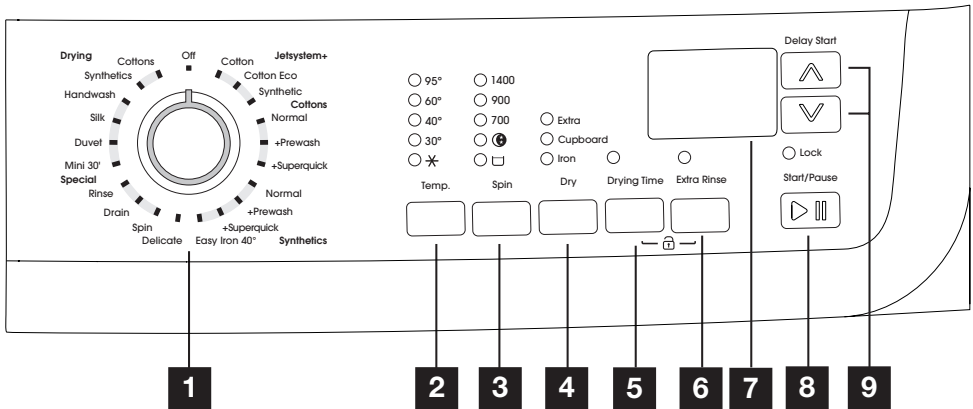 Drying
Cottons
Synthetics
Handwash
Silk
Duvet
Mini 30'
Special
Rinse
Drain
Spin
Delicate
Off
Jetsystem+
Cotton
Cotton Eco
Synthetic
Cottons
Normal
+Prewash
+Superquick
Normal
+Prewash
+Superquick
Easy Iron 40°
Synthetics
95°
60°
40°
30°
Temp.
1400
900
700
Spin
Extra
Cupboard
Iron
Dry
Drying Time
Extra Rinse
Delay Start
Lock
Start/Pause
1 2 3 4 5 6 7 8 9